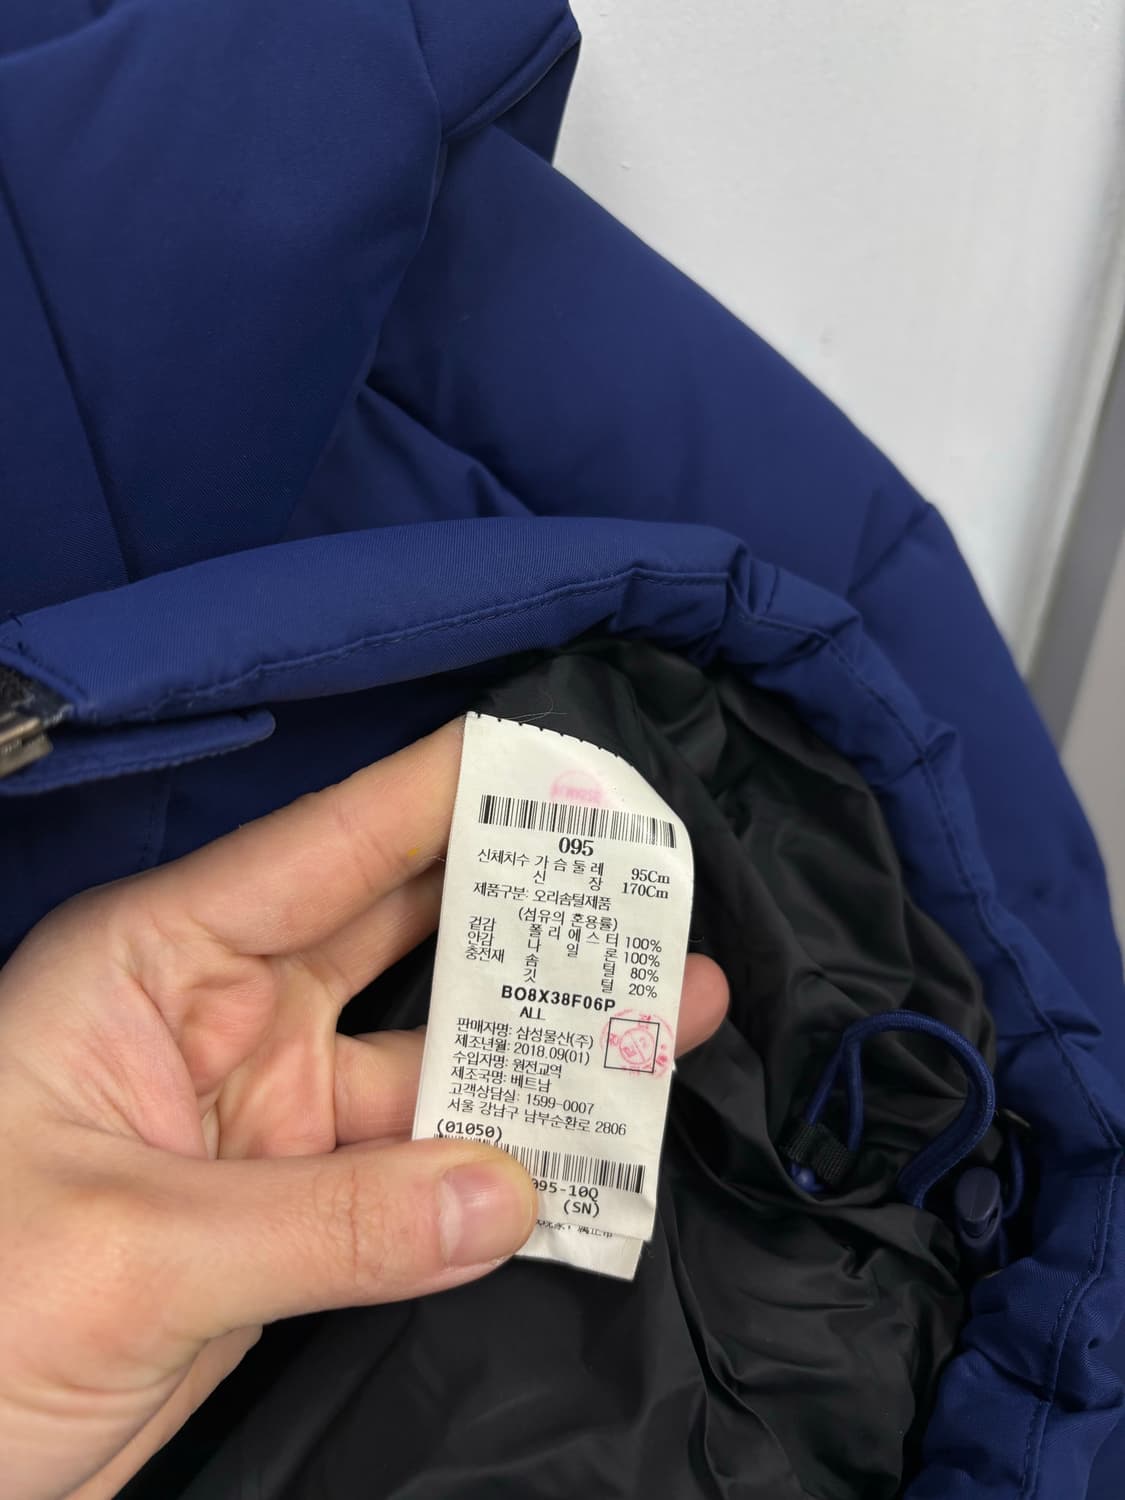 095
신체치수 가슴둘레 95Cm
신장 170Cm
제품구분: 오리솜털제품
(섬유의 혼용률)
겉감 폴리에스터 100%
안감 나일론 100%
충전재 솜털 80%
깃털 20%
BO8X38F06P
ALL
판매자명: 삼성물산(주)
제조년월: 2018.09(01)
수입자명: 원전교역
제조국명: 베트남
고객상담실: 1599-0007
서울 강남구 남부순환로 2806
(01050)
095-10Q
(SN)